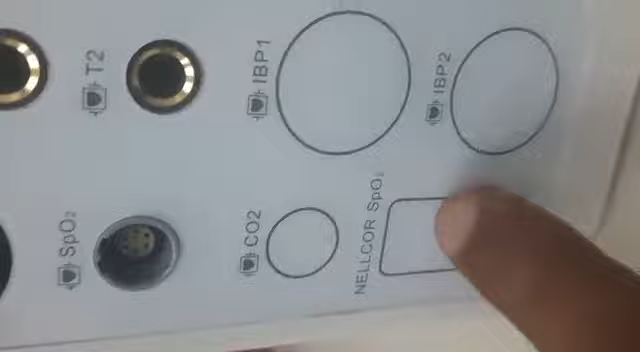 T2
IBP1
IBP2
SpO₂
CO2
NELLCOR SpO₂